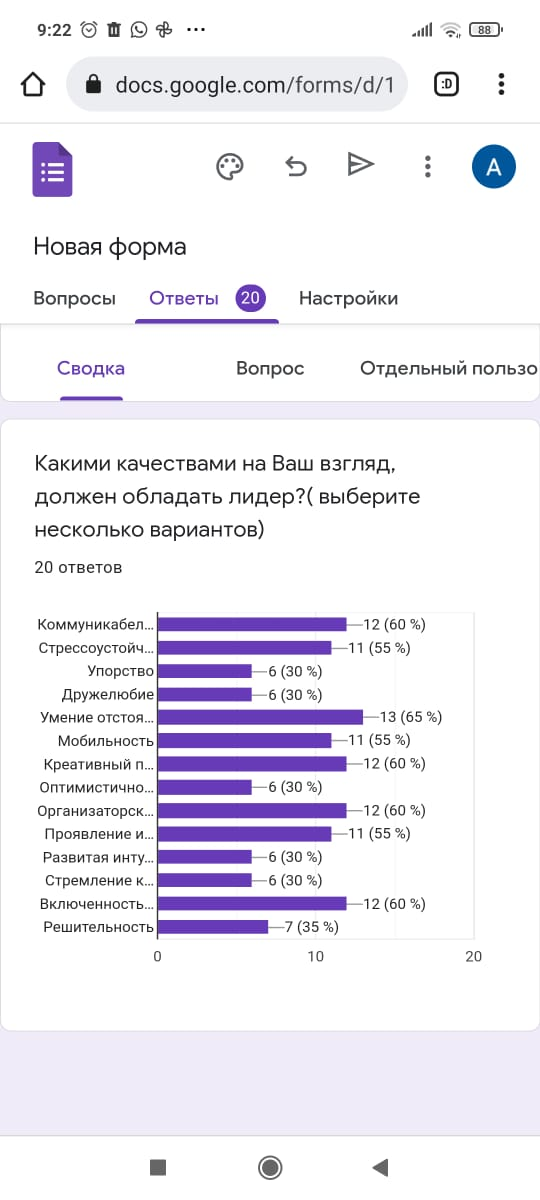 9:22
88
docs.google.com/forms/d/1
:D
A
Новая форма
Вопросы Ответы 20 Настройки
Сводка Вопрос Отдельный пользо
Какими качествами на Ваш взгляд,
должен обладать лидер?( выберите
несколько вариантов)
20 ответов
Коммуникабел... 12 (60 %)
Стрессоустойч... 11 (55 %)
Упорство 6 (30 %)
Дружелюбие 6 (30 %)
Умение отстоя... 13 (65 %)
Мобильность 11 (55 %)
Креативный п... 12 (60 %)
Оптимистично... 6 (30 %)
Организаторск... 12 (60 %)
Проявление и... 11 (55 %)
Развитая инту... 6 (30 %)
Стремление к... 6 (30 %)
Включенность... 12 (60 %)
Решительность 7 (35 %)
0 10 20